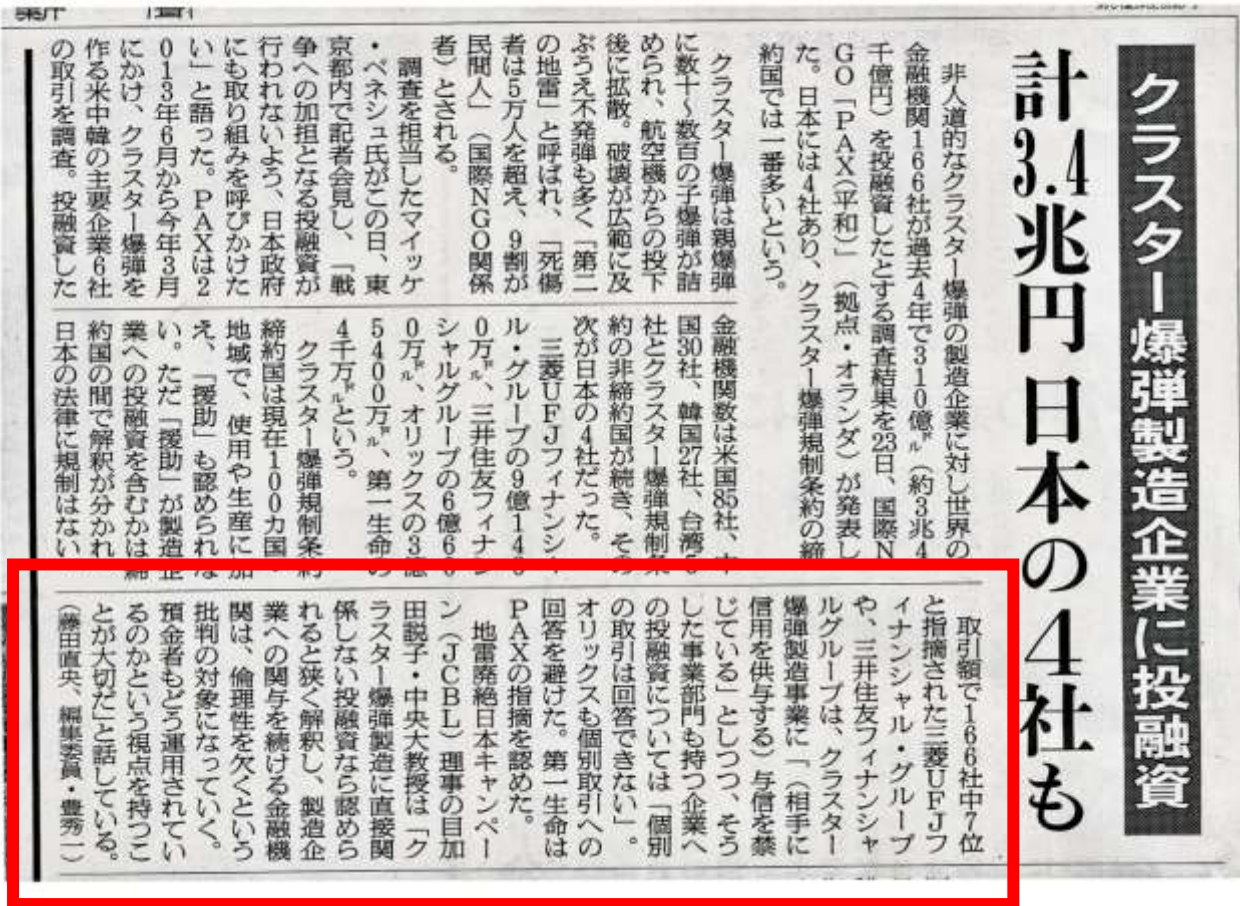 クラスター爆弾製造企業に投融資
計3.4兆円 日本の4社も
非人道的なクラスター爆弾の製造企業に対し世界の
金融機関166社が過去4年で310億㌦(約3兆4
千億円)を投融資したとする調査結果を23日、国際N
GO「PAX(平和)」(拠点・オランダ)が発表し
た。日本には4社あり、クラスター爆弾規制条約の締
約国では一番多いという。
クラスター爆弾は親爆弾
に数十～数百の子爆弾が詰
められ、航空機からの投下
後に拡散。破壊が広範に及
ぶうえ不発弾も多く「第二
の地雷」と呼ばれ、「死傷
者は5万人を超え、9割が
民間人」(国際NGO関係
者)とされる。
調査を担当したマイッケ
・ベネシュ氏がこの日、東
京都内で記者会見し、「戦
争への加担となる投融資が
行われないよう、日本政府
にも取り組みを呼びかけた
い」と語った。PAXは2
013年6月から今年3月
にかけ、クラスター爆弾を
作る米中韓の主要企業6社
の取引を調査。投融資した
金融機関数は米国85社、中
国30社、韓国27社、台湾
社とクラスター爆弾規制条
約の非締約国が続き、その
次が日本の4社だった。
三菱UFJフィナンシャ
ル・グループの9億14
0万㌦、三井住友フィナン
シャルグループの6億6
0万㌦、オリックスの3億
5400万㌦、第一生命の
4千万㌦という。
クラスター爆弾規制条約
締約国は現在100カ国・
地域で、使用や生産に加
え、「援助」も認められな
い。ただ「援助」が製造企
業への投融資を含むかは締
約国の間で解釈が分かれ、
日本の法律に規制はない。
取引額で166社中7位
と指摘された三菱UFJフ
ィナンシャル・グループ
や、三井住友フィナンシャ
ルグループは、クラスター
爆弾製造事業に「(相手に
信用を供与する)与信を禁
じている」としつつ、そう
した事業部門も持つ企業へ
の投融資については「個別
の取引は回答できない」。
オリックスも個別取引への
回答を避けた。第一生命は
PAXの指摘を認めた。
地雷廃絶日本キャンペー
ン(JCBL)理事の目加
田説子・中央大教授は「ク
ラスター爆弾製造に直接関
係しない投融資なら認めら
れると狭く解釈し、製造企
業への関与を続ける金融機
関は、倫理性を欠くという
批判の対象になっていく。
預金者もどう運用されてい
るのかという視点を持つこ
とが大切だ」と話している。
(藤田直央、編集委員・豊秀一)